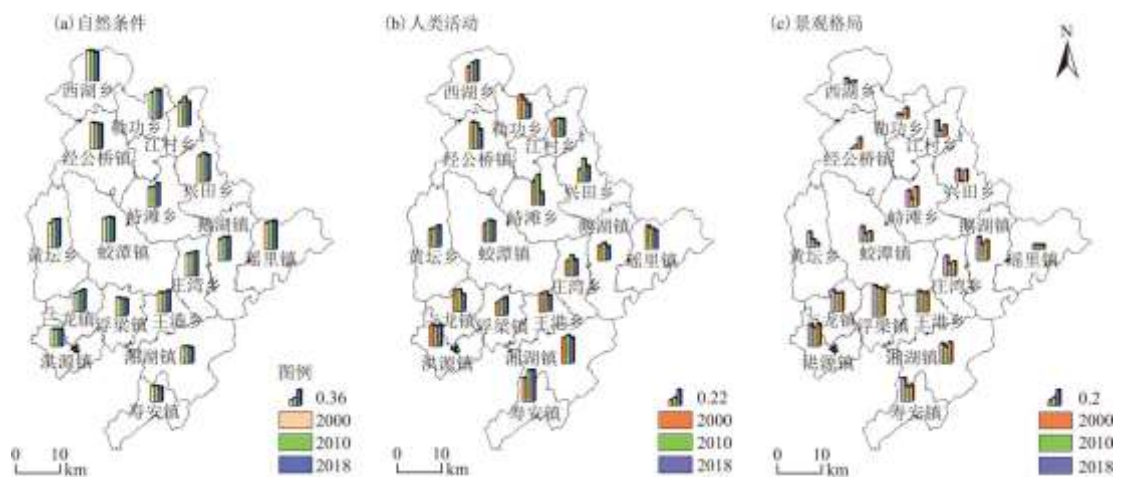 (a)自然条件
西湖乡
勒功乡
江村乡
经公桥镇
兴田乡
峙滩乡
鹅湖镇
黄坛乡
蛟潭镇
瑶里镇
庄湾乡
龙镇
浮梁镇
王港乡
洪源镇
湘湖镇
寿安镇
图例
0.36
2000
2010
2018
0 10
km
(b)人类活动
西湖乡
勒功乡
江村乡
经公桥镇
兴田乡
峙滩乡
鹅湖镇
黄坛乡
蛟潭镇
瑶里镇
庄湾乡
龙镇
浮梁镇
王港乡
洪源镇
湘湖镇
寿安镇
0.22
2000
2010
2018
0 10
km
(c)景观格局
N
西湖乡
勒功乡
江村乡
经公桥镇
兴田乡
峙滩乡
鹅湖镇
黄坛乡
蛟潭镇
瑶里镇
庄湾乡
龙镇
浮梁镇
王港乡
洪源镇
湘湖镇
寿安镇
0.2
2000
2010
2018
0 10
km